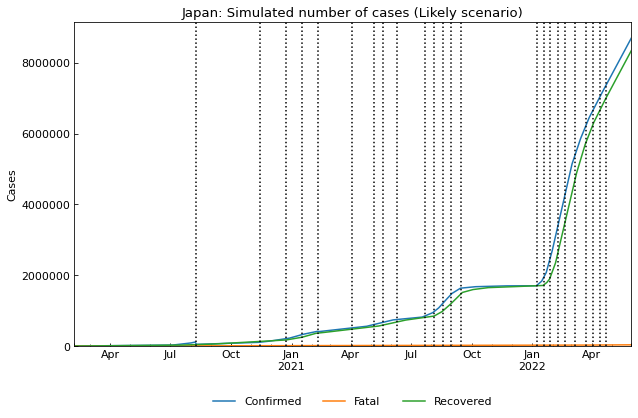 Japan: Simulated number of cases (Likely scenario)
Cases
8000000
6000000
4000000
2000000
0
Apr Jul Oct Jan Apr Jul Oct Jan Apr
2021 2022
Confirmed Fatal Recovered